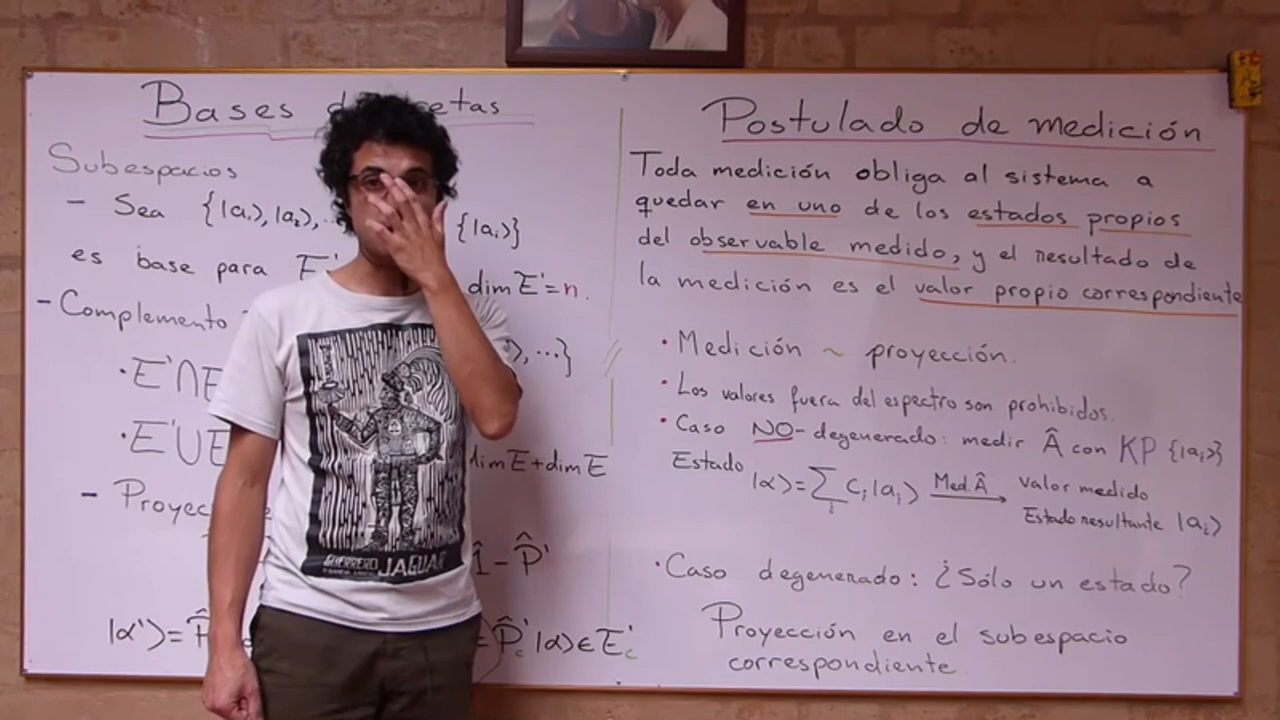 Bases
Subespacios
- Sea {|a₁⟩, |a₂⟩, {|aᵢ⟩}
es base para E' dim E' = n.
- Complemento
, ...}
· E'∩E
· E'∪E
dim E + dim E
- Proyec
1̂ - P̂'
|α'⟩ = P̂ = P̂'c |α⟩ ∈ E'c
Postulado de medición
Toda medición obliga al sistema a
quedar en uno de los estados propios
del observable medido, y el resultado de
la medición es el valor propio correspondiente
· Medición ~ proyección.
· Los valores fuera del espectro son prohibidos.
· Caso NO-degenerado: medir Â con KP {|aᵢ⟩}
Estado |α⟩ = ∑ᵢ cᵢ|aᵢ⟩ Med. Â → valor medido
Estado resultante |aᵢ⟩
· Caso degenerado: ¿Sólo un estado?
Proyección en el subespacio
correspondiente.
GUERRERO JAGUAR